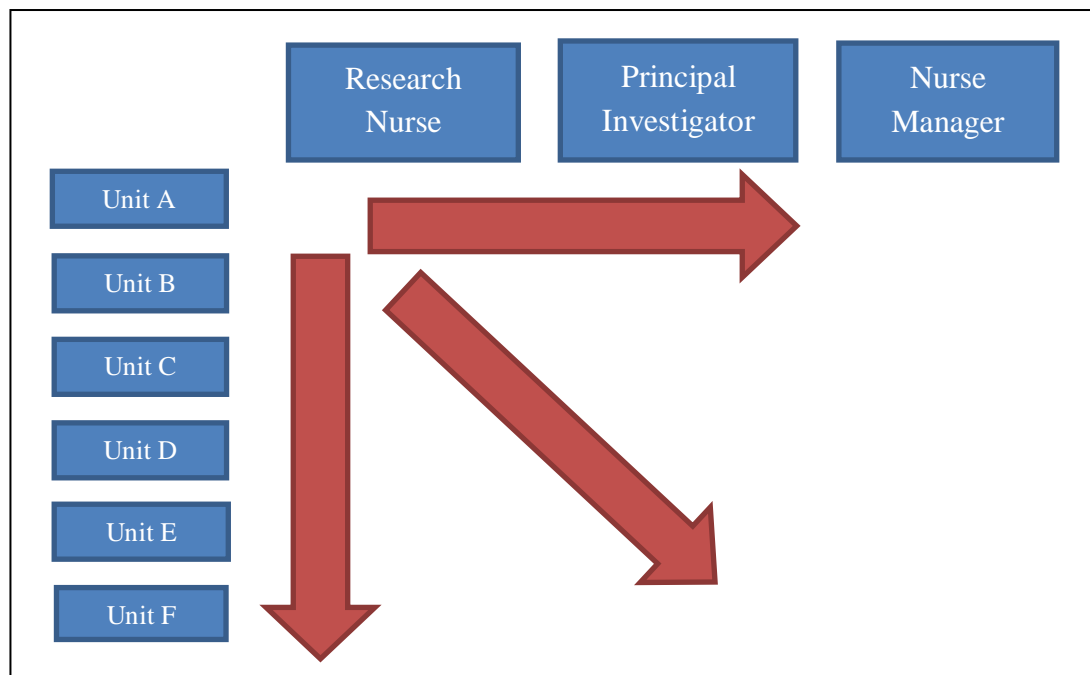 Research
Nurse
Principal
Investigator
Nurse
Manager
Unit A
Unit B
Unit C
Unit D
Unit E
Unit F